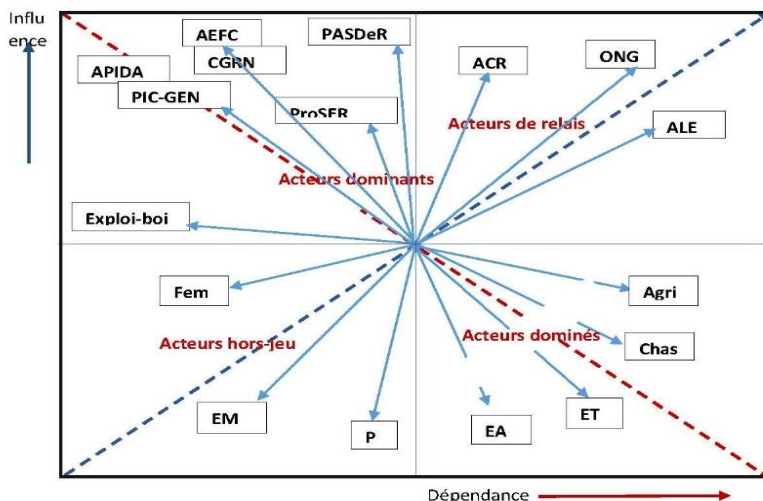 Influ
ence
AEFC
PASDeR
CGRN
ACR
ONG
APIDA
PIC-GEN
ProSER
Acteurs de relais
ALE
Acteurs dominants
Exploi-boi
Fem
Agri
Acteurs hors-jeu
Acteurs dominés
Chas
EM
P
EA
ET
Dépendance